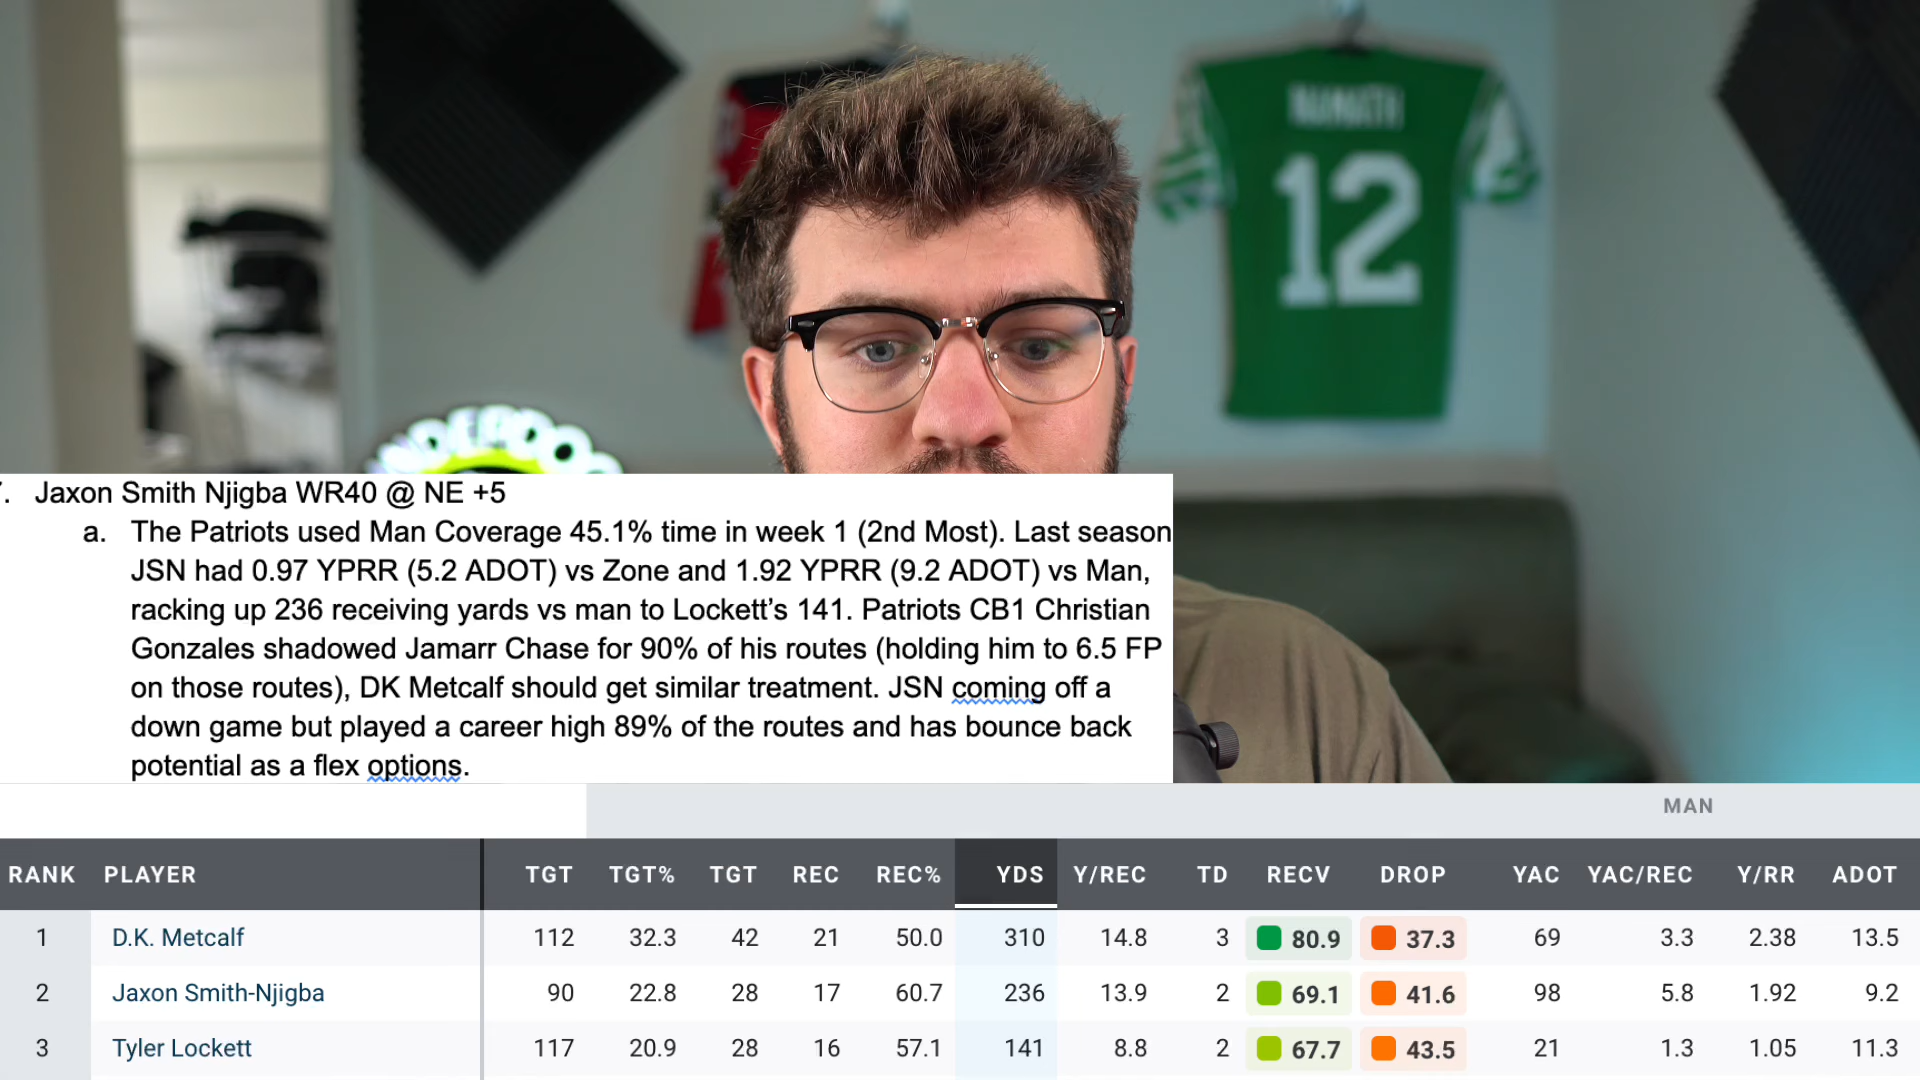 NAMATH
12
. Jaxon Smith Njigba WR40 @ NE +5
a. The Patriots used Man Coverage 45.1% time in week 1 (2nd Most). Last season
JSN had 0.97 YPRR (5.2 ADOT) vs Zone and 1.92 YPRR (9.2 ADOT) vs Man,
racking up 236 receiving yards vs man to Lockett’s 141. Patriots CB1 Christian
Gonzales shadowed Jamarr Chase for 90% of his routes (holding him to 6.5 FP
on those routes), DK Metcalf should get similar treatment. JSN coming off a
down game but played a career high 89% of the routes and has bounce back
potential as a flex options.
MAN
RANK PLAYER TGT TGT% TGT REC REC% YDS Y/REC TD RECV DROP YAC YAC/REC Y/RR ADOT
1 D.K. Metcalf 112 32.3 42 21 50.0 310 14.8 3 80.9 37.3 69 3.3 2.38 13.5
2 Jaxon Smith-Njigba 90 22.8 28 17 60.7 236 13.9 2 69.1 41.6 98 5.8 1.92 9.2
3 Tyler Lockett 117 20.9 28 16 57.1 141 8.8 2 67.7 43.5 21 1.3 1.05 11.3